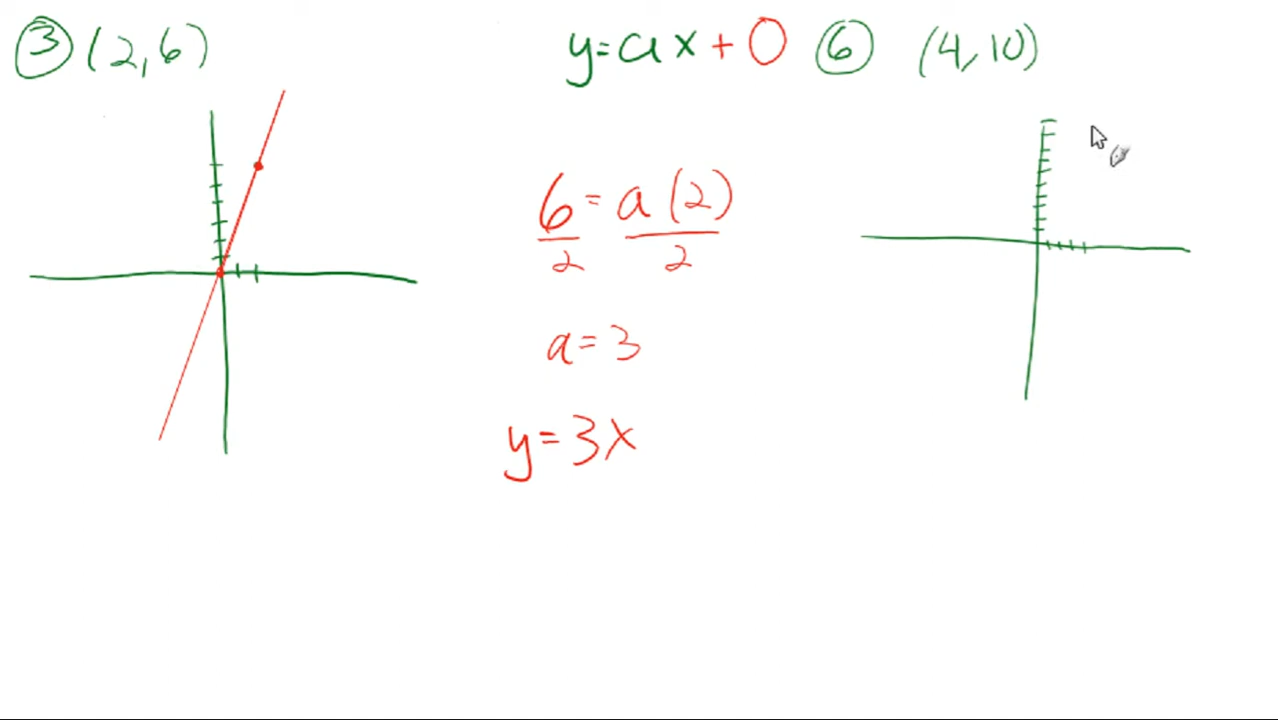 ③ (2,6)
y=ax+0
⑥ (4,10)
6 = a(2)
2 2
a=3
y=3x